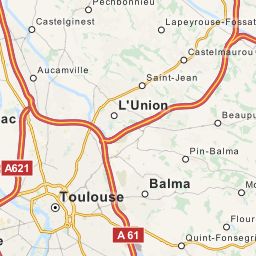 Pechbonnieu
Castelginest
Lapeyrouse-Fossat
Castelmaurou
Aucamville
Saint-Jean
L'Union
Beaupu
ac
Pin-Balma
A621
Balma
Mo
Toulouse
Flour
A 61
Quint-Fonsegri
e